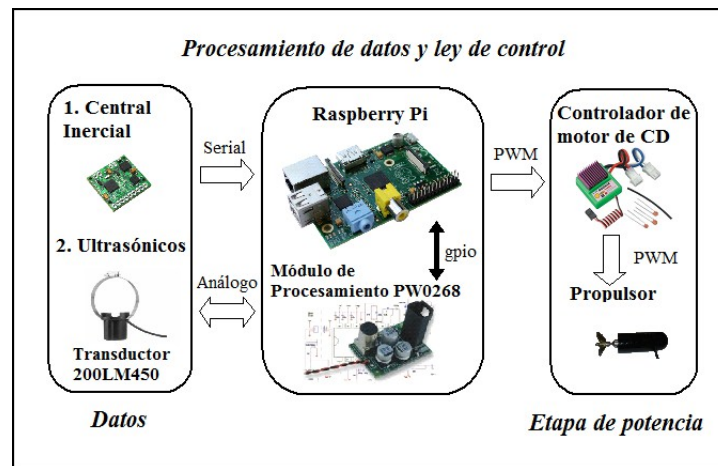 Procesamiento de datos y ley de control
1. Central
Inercial
Serial
Raspberry Pi
PWM
Controlador de
motor de CD
2. Ultrasónicos
Análogo
gpio
Módulo de
Procesamiento PW0268
PWM
Propulsor
Transductor
200LM450
Datos
Etapa de potencia